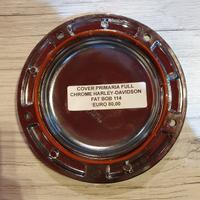 COVER PRIMARIA FULL
CHROME HARLEY-DAVIDSON
FAT BOB 114
EURO 80,00